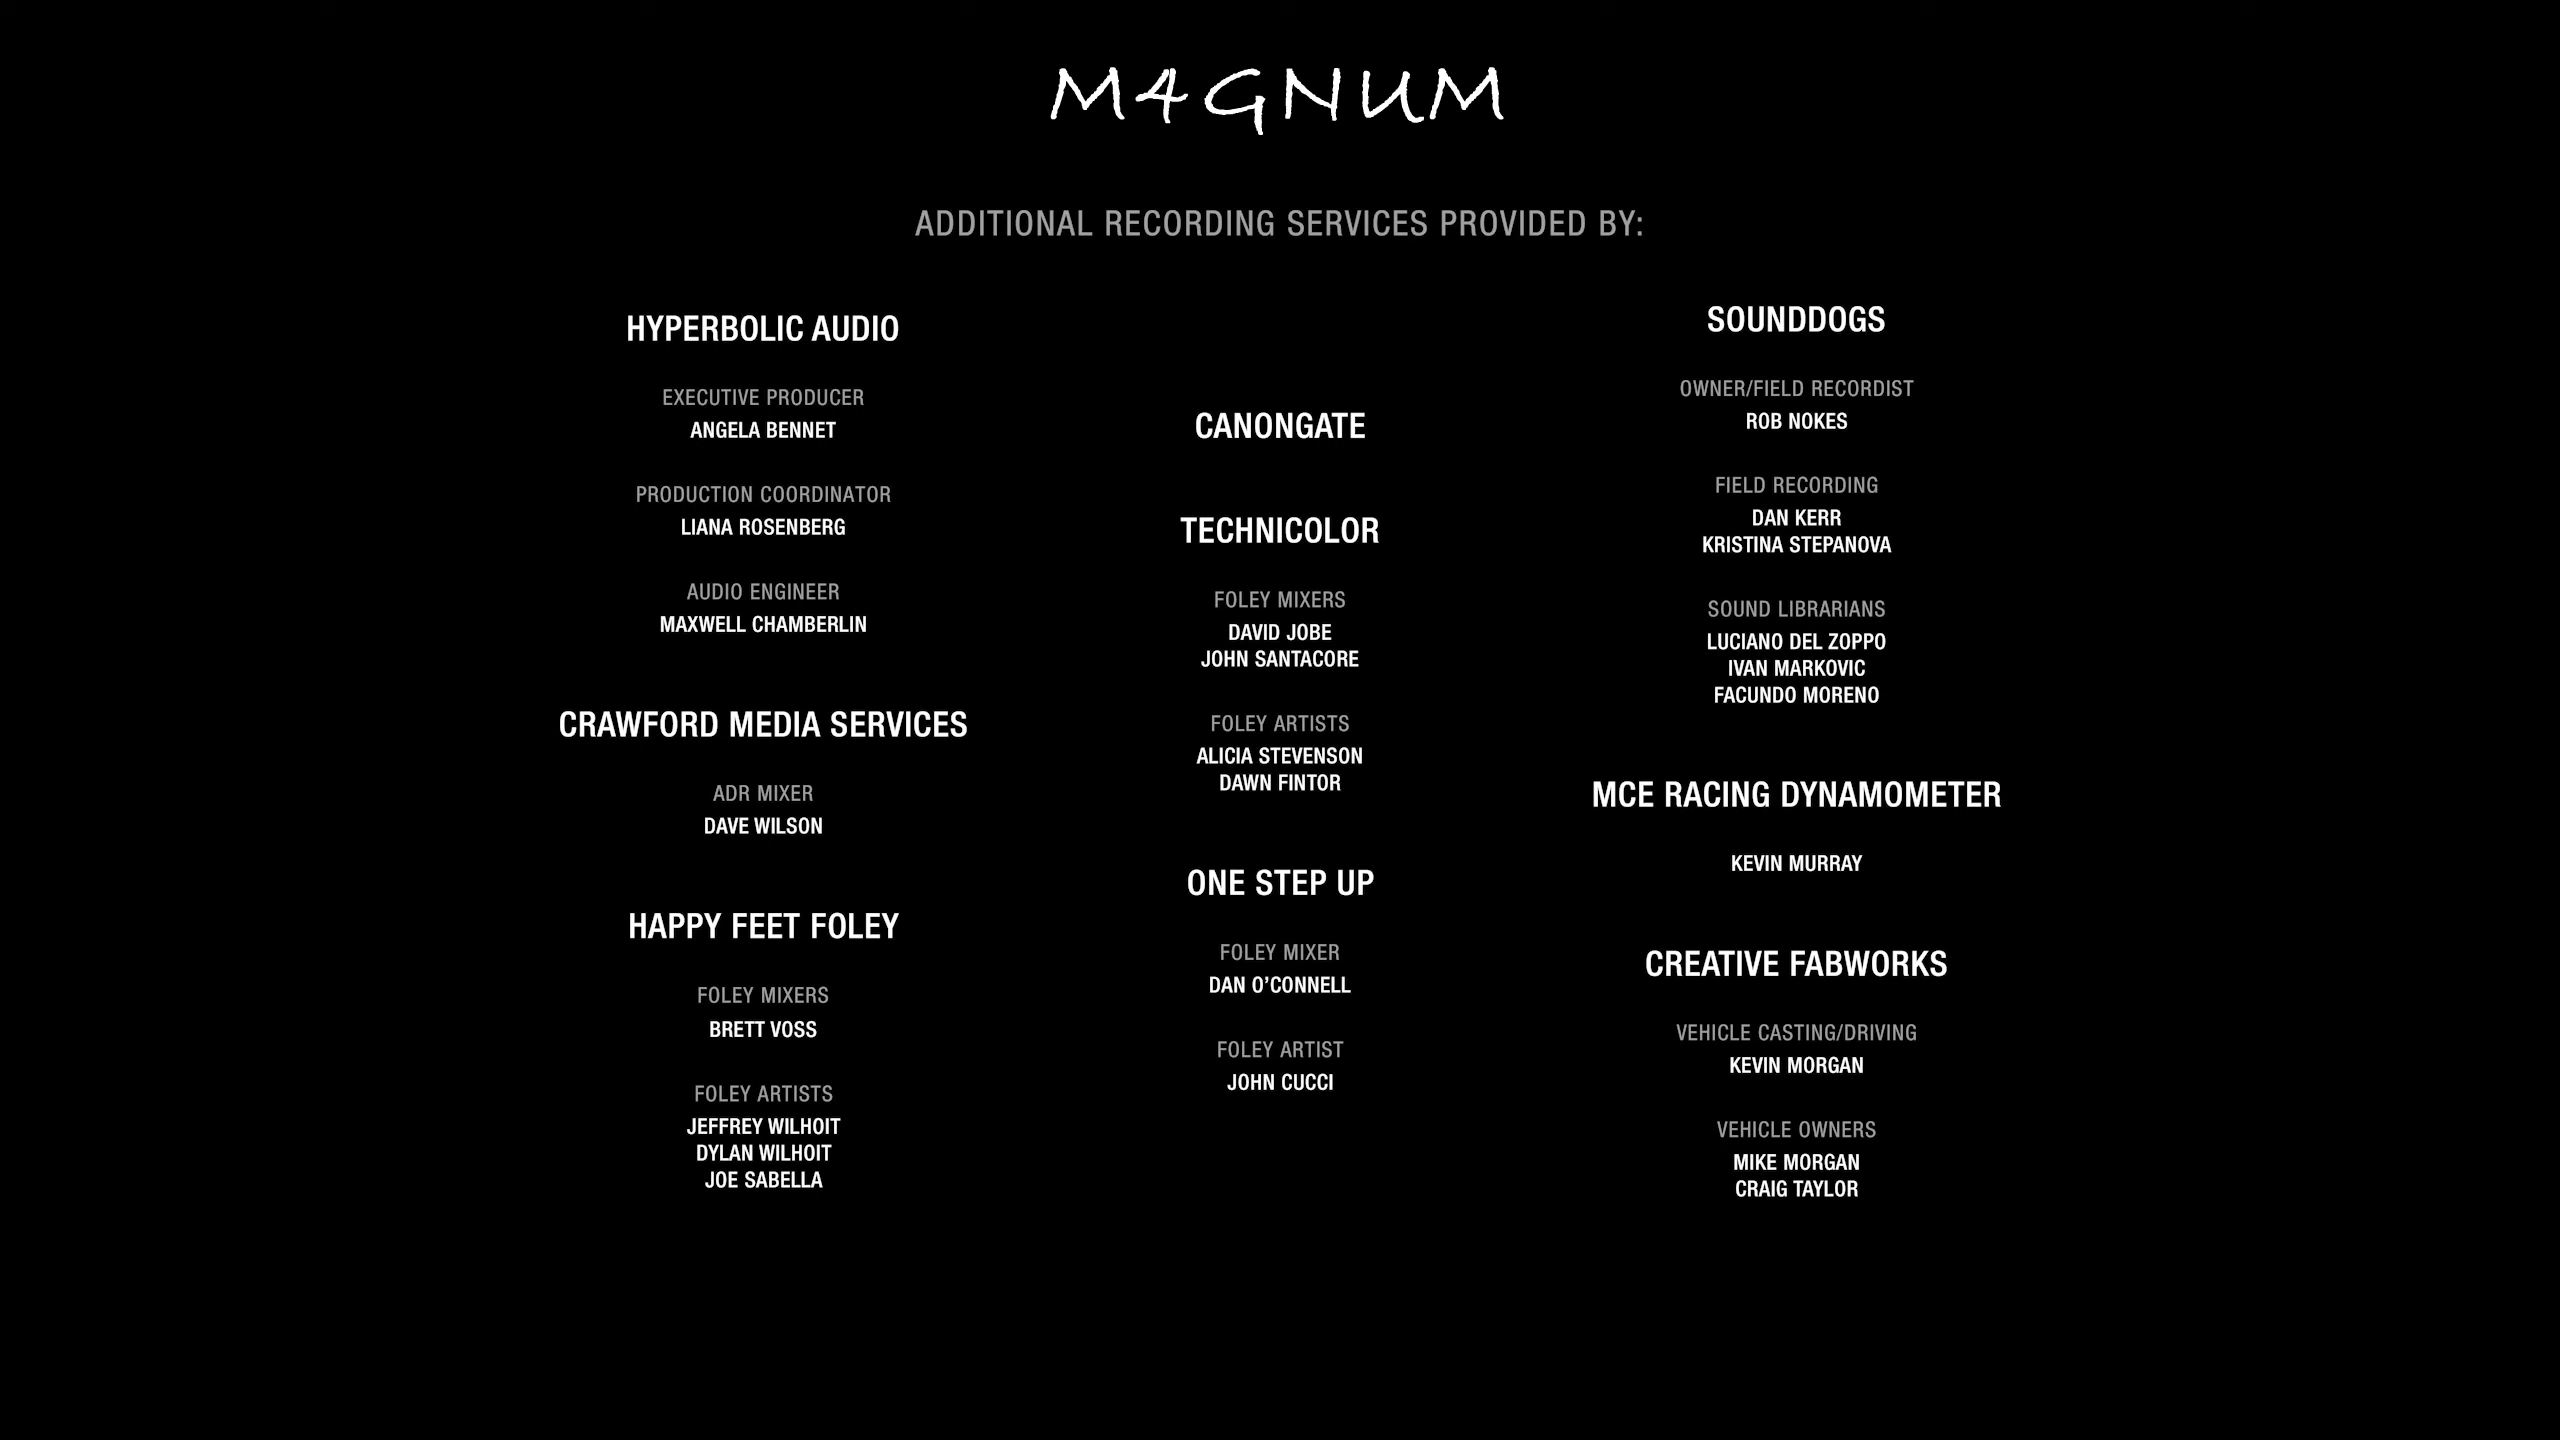 M4GNUM
ADDITIONAL RECORDING SERVICES PROVIDED BY:
HYPERBOLIC AUDIO
EXECUTIVE PRODUCER
ANGELA BENNET
PRODUCTION COORDINATOR
LIANA ROSENBERG
AUDIO ENGINEER
MAXWELL CHAMBERLIN
CRAWFORD MEDIA SERVICES
ADR MIXER
DAVE WILSON
HAPPY FEET FOLEY
FOLEY MIXERS
BRETT VOSS
FOLEY ARTISTS
JEFFREY WILHOIT
DYLAN WILHOIT
JOE SABELLA
CANONGATE
TECHNICOLOR
FOLEY MIXERS
DAVID JOBE
JOHN SANTACORE
FOLEY ARTISTS
ALICIA STEVENSON
DAWN FINTOR
ONE STEP UP
FOLEY MIXER
DAN O’CONNELL
FOLEY ARTIST
JOHN CUCCI
SOUNDDOGS
OWNER/FIELD RECORDIST
ROB NOKES
FIELD RECORDING
DAN KERR
KRISTINA STEPANOVA
SOUND LIBRARIANS
LUCIANO DEL ZOPPO
IVAN MARKOVIC
FACUNDO MORENO
MCE RACING DYNAMOMETER
KEVIN MURRAY
CREATIVE FABWORKS
VEHICLE CASTING/DRIVING
KEVIN MORGAN
VEHICLE OWNERS
MIKE MORGAN
CRAIG TAYLOR